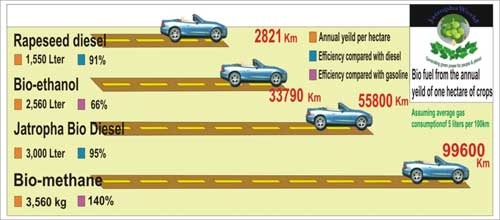 Rapeseed diesel
1,550 Lter
91%
2821 Km
Annual yeild per hectare
Efficiency compared with diesel
Efficiency compared with gasoline
Bio-ethanol
2,560 Lter
66%
33790 Km
Jatropha Bio Diesel
3,000 Lter
95%
55800 Km
Bio-methane
3,560 kg
140%
99600 Km
Jatropha World
Bio fuel from the annual
yeild of one hectare of crops
Assuming average gas
consumptionof 5 liters per 100km